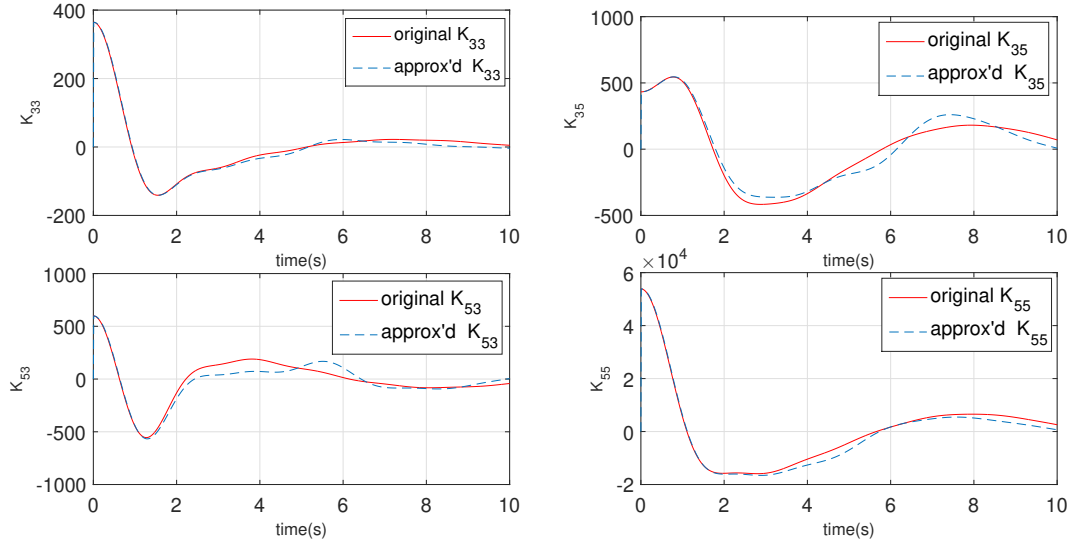 400
200
0
-200
K33
original K33
approx'd K33
0 2 4 6 8 10
time(s)
1000
500
0
-500
K35
original K35
approx'd K35
0 2 4 6 8 10
time(s)
1000
500
0
-500
-1000
K53
original K53
approx'd K53
0 2 4 6 8 10
time(s)
×10^4
6
4
2
0
-2
K55
original K55
approx'd K55
0 2 4 6 8 10
time(s)